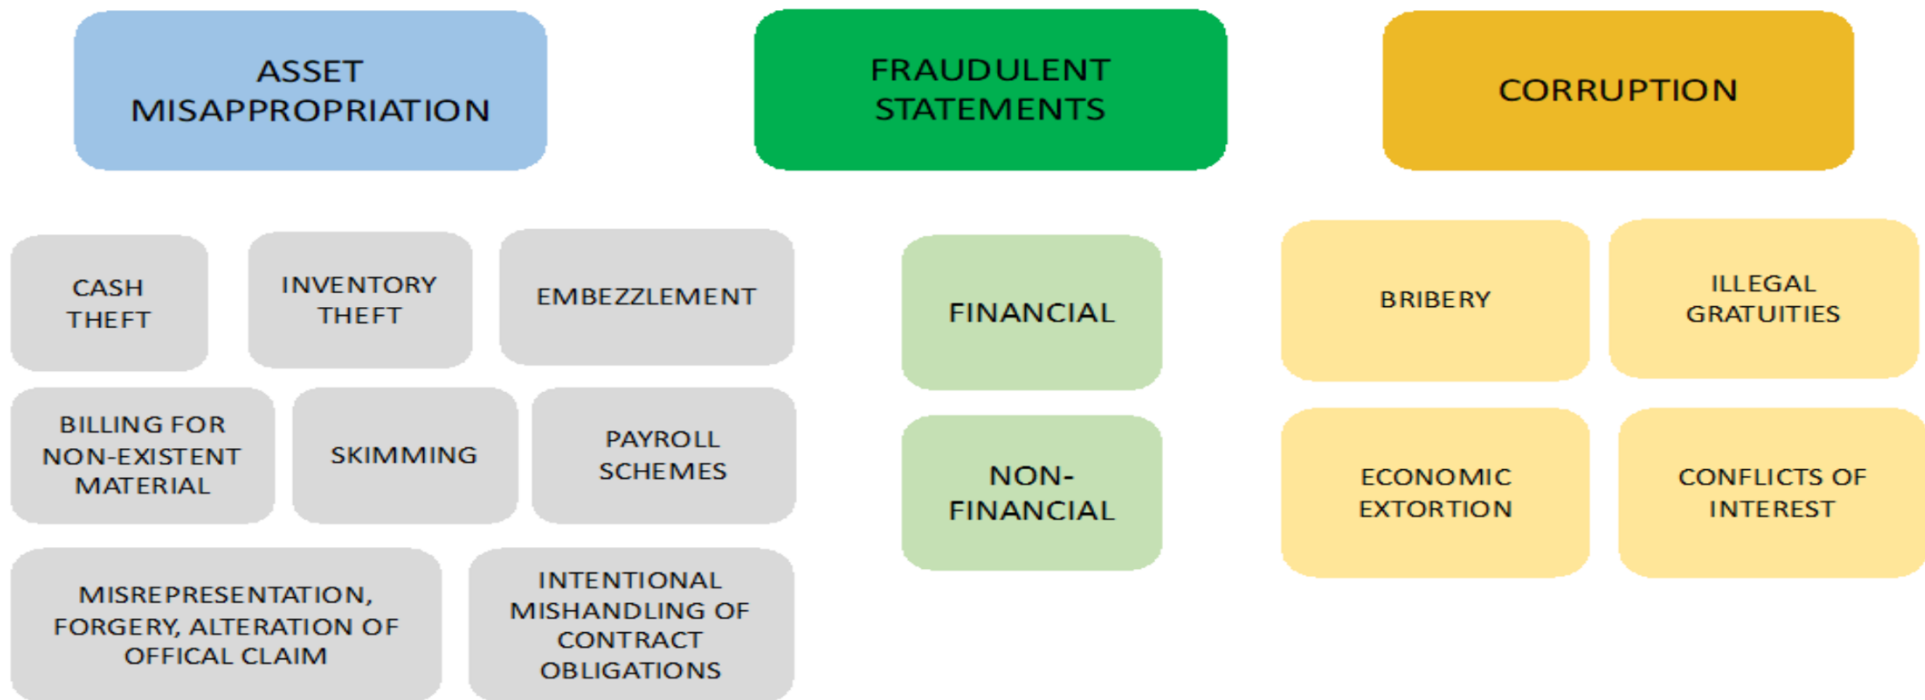 ASSET
MISAPPROPRIATION
FRAUDULENT
STATEMENTS
CORRUPTION
CASH
THEFT
INVENTORY
THEFT
EMBEZZLEMENT
BILLING FOR
NON-EXISTENT
MATERIAL
SKIMMING
PAYROLL
SCHEMES
MISREPRESENTATION,
FORGERY, ALTERATION OF
OFFICAL CLAIM
INTENTIONAL
MISHANDLING OF
CONTRACT
OBLIGATIONS
FINANCIAL
NON-
FINANCIAL
BRIBERY
ILLEGAL
GRATUITIES
ECONOMIC
EXTORTION
CONFLICTS OF
INTEREST